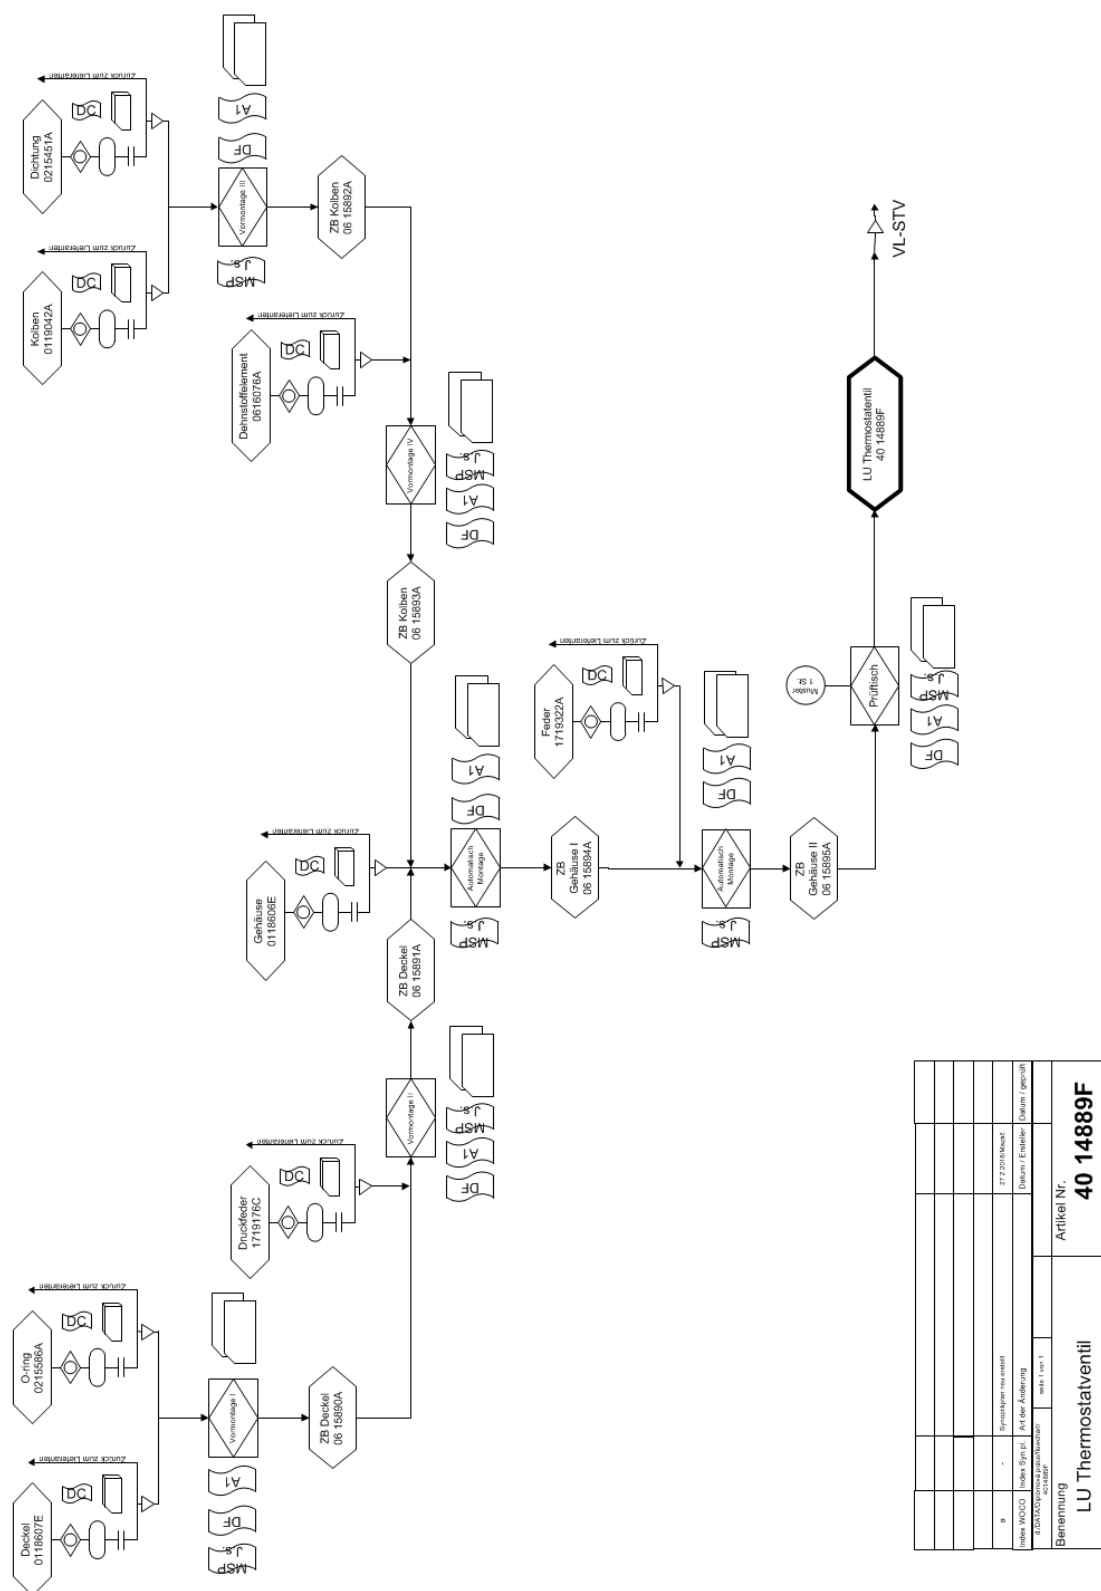 Deckel
0118607E
DC
Zurück zum Lieferanten
O-ring
0215586A
DC
Zurück zum Lieferanten
MSP
J.s.
DF
A1
Vormontage I
ZB Deckel
06 15890A
Druckfeder
1719176C
DC
Zurück zum Lieferanten
Vormontage II
DF
A1
MSP
J.s.
ZB Deckel
06 15891A
Gehäuse
0118606E
DC
Zurück zum Lieferanten
Kolben
0119042A
DC
Zurück zum Lieferanten
Dichtung
0215451A
DC
Zurück zum Lieferanten
MSP
J.s.
Vormontage III
DF
A1
ZB Kolben
06 15892A
Dehnstoffelement
0616076A
DC
Zurück zum Lieferanten
Vormontage IV
DF
A1
MSP
J.s.
ZB Kolben
06 15893A
MSP
J.s.
Automatisch
Montage
DF
A1
ZB
Gehäuse I
06 15894A
Feder
1719322A
DC
Zurück zum Lieferanten
MSP
J.s.
Automatisch
Montage
DF
A1
ZB
Gehäuse II
06 15895A
Muster
1 St.
Prüftisch
DF
A1
MSP
J.s.
LU Thermostatentil
40 14889F
VL-STV
a - Synoptikplan neu erstellt
Index WOCO Index Syn.pl. Art der Änderung Datum / Ersteller Datum / geprüft
seite 1 von 1
Benennung Artikel Nr.
LU Thermostatventil 40 14889F